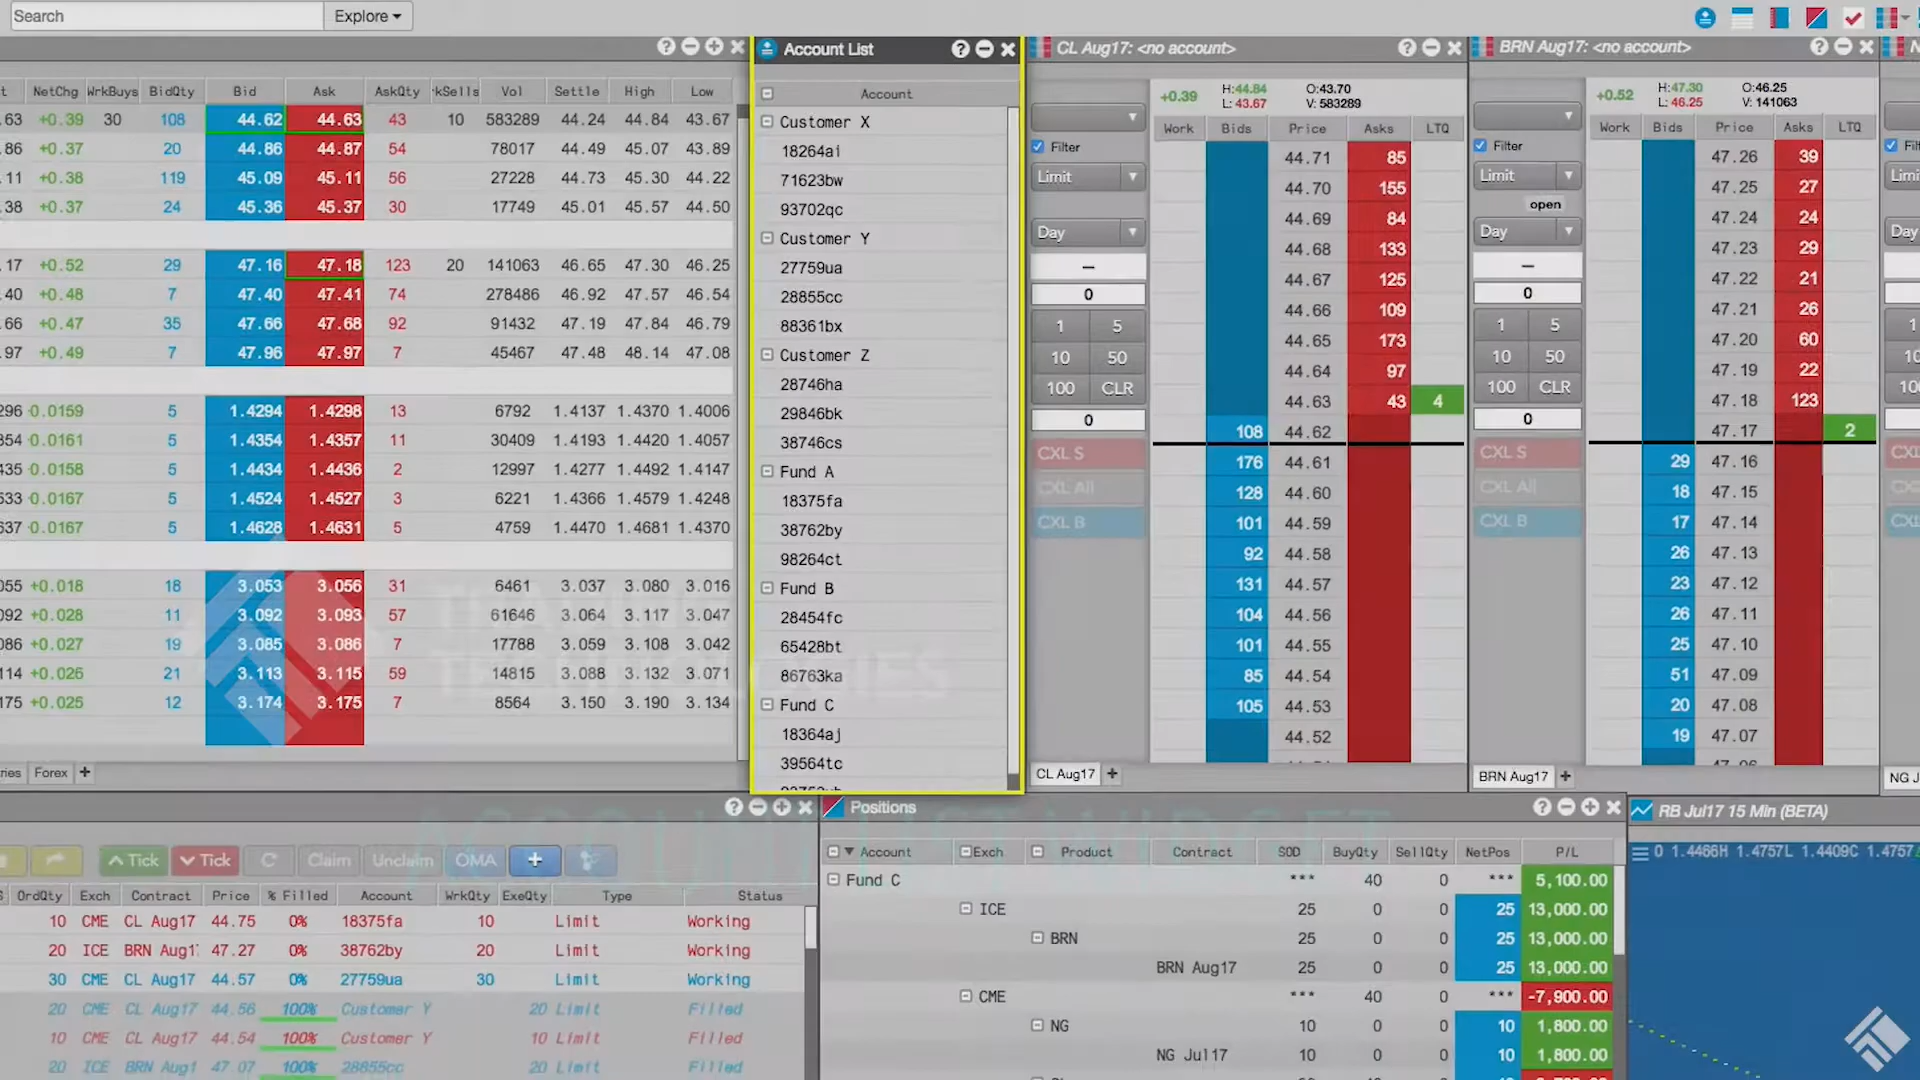 Search Explore
Account List
CL Aug17: <no account>
BRN Aug17: <no account>
NetChg WrkBuys BidQty Bid Ask AskQty Vol Settle High Low
.63 +0.39 30 108 44.62 44.63 43 10 583289 44.24 44.84 43.67
.86 +0.37 20 44.86 44.87 54 78017 44.49 45.07 43.89
.11 +0.38 119 45.09 45.11 56 27228 44.73 45.30 44.22
.38 +0.37 24 45.36 45.37 30 17749 45.01 45.57 44.50
.17 +0.52 29 47.16 47.18 123 20 141063 46.65 47.30 46.25
.40 +0.48 7 47.40 47.41 74 278486 46.92 47.57 46.54
.66 +0.47 35 47.66 47.68 92 91432 47.19 47.84 46.79
.97 +0.49 7 47.96 47.97 7 45467 47.48 48.14 47.08
296 -0.0159 5 1.4294 1.4298 13 6792 1.4137 1.4370 1.4006
354 -0.0161 5 1.4354 1.4357 11 30409 1.4193 1.4420 1.4057
435 -0.0158 5 1.4434 1.4436 2 12997 1.4277 1.4492 1.4147
533 -0.0167 5 1.4524 1.4527 3 6221 1.4366 1.4579 1.4248
637 -0.0167 5 1.4628 1.4631 5 4759 1.4470 1.4681 1.4370
055 +0.018 18 3.053 3.056 31 6461 3.037 3.080 3.016
092 +0.028 11 3.092 3.093 57 61646 3.064 3.117 3.047
086 +0.027 19 3.085 3.086 7 17788 3.059 3.108 3.042
114 +0.026 21 3.113 3.115 59 14815 3.088 3.132 3.071
175 +0.025 12 3.174 3.175 7 8564 3.150 3.190 3.134
Forex +
Account
Customer X
18264ai
71623bw
93702qc
Customer Y
27759ua
28855cc
88361bx
Customer Z
28746ha
29846bk
38746cs
Fund A
18375fa
38762by
98264ct
Fund B
28454fc
65428bt
86763ka
Fund C
18364aj
39564tc
+0.39 H:44.84 O:43.70
L: 43.67 V: 583289
Work Bids Price Asks LTQ
Filter
Limit
Day
—
0
1 5
10 50
100 CLR
0
CXL S
CXL All
CXL B
44.71 85
44.70 155
44.69 84
44.68 133
44.67 125
44.66 109
44.65 173
44.64 97
44.63 43 4
108 44.62
176 44.61
128 44.60
101 44.59
92 44.58
131 44.57
104 44.56
101 44.55
85 44.54
105 44.53
44.52
CL Aug17 +
+0.52 H:47.30 O:46.25
L: 46.25 V: 141063
Work Bids Price Asks LTQ
Filter
Limit
open
Day
—
0
1 5
10 50
100 CLR
0
CXL S
CXL All
CXL B
47.26 39
47.25 27
47.24 24
47.23 29
47.22 21
47.21 26
47.20 60
47.19 22
47.18 123
47.17 2
29 47.16
18 47.15
17 47.14
26 47.13
23 47.12
26 47.11
25 47.10
51 47.09
20 47.08
19 47.07
BRN Aug17 +
NG J
Tick Tick Claim Unclaim OMA +
OrdQty Exch Contract Price % Filled Account WrkQty ExeQty Type Status
10 CME CL Aug17 44.75 0% 18375fa 10 Limit Working
20 ICE BRN Aug1 47.27 0% 38762by 20 Limit Working
30 CME CL Aug17 44.57 0% 27759ua 30 Limit Working
20 CME CL Aug17 44.56 100% Customer Y 20 Limit Filled
10 CME CL Aug17 44.54 100% Customer Y 10 Limit Filled
20 ICE BRN Aug1 47.07 100% 28855cc 20 Limit Filled
ACCOUNT LIST WIDGET
Positions
Account Exch Product Contract SOD BuyQty SellQty NetPos P/L
Fund C *** 40 0 *** 5,100.00
ICE 25 0 0 25 13,000.00
BRN 25 0 0 25 13,000.00
BRN Aug17 25 0 0 25 13,000.00
CME *** 40 0 *** -7,900.00
NG 10 0 0 10 1,800.00
NG Jul17 10 0 0 10 1,800.00
RB Jul17 15 Min (BETA)
O 1.4466H 1.4757L 1.4409C 1.4757